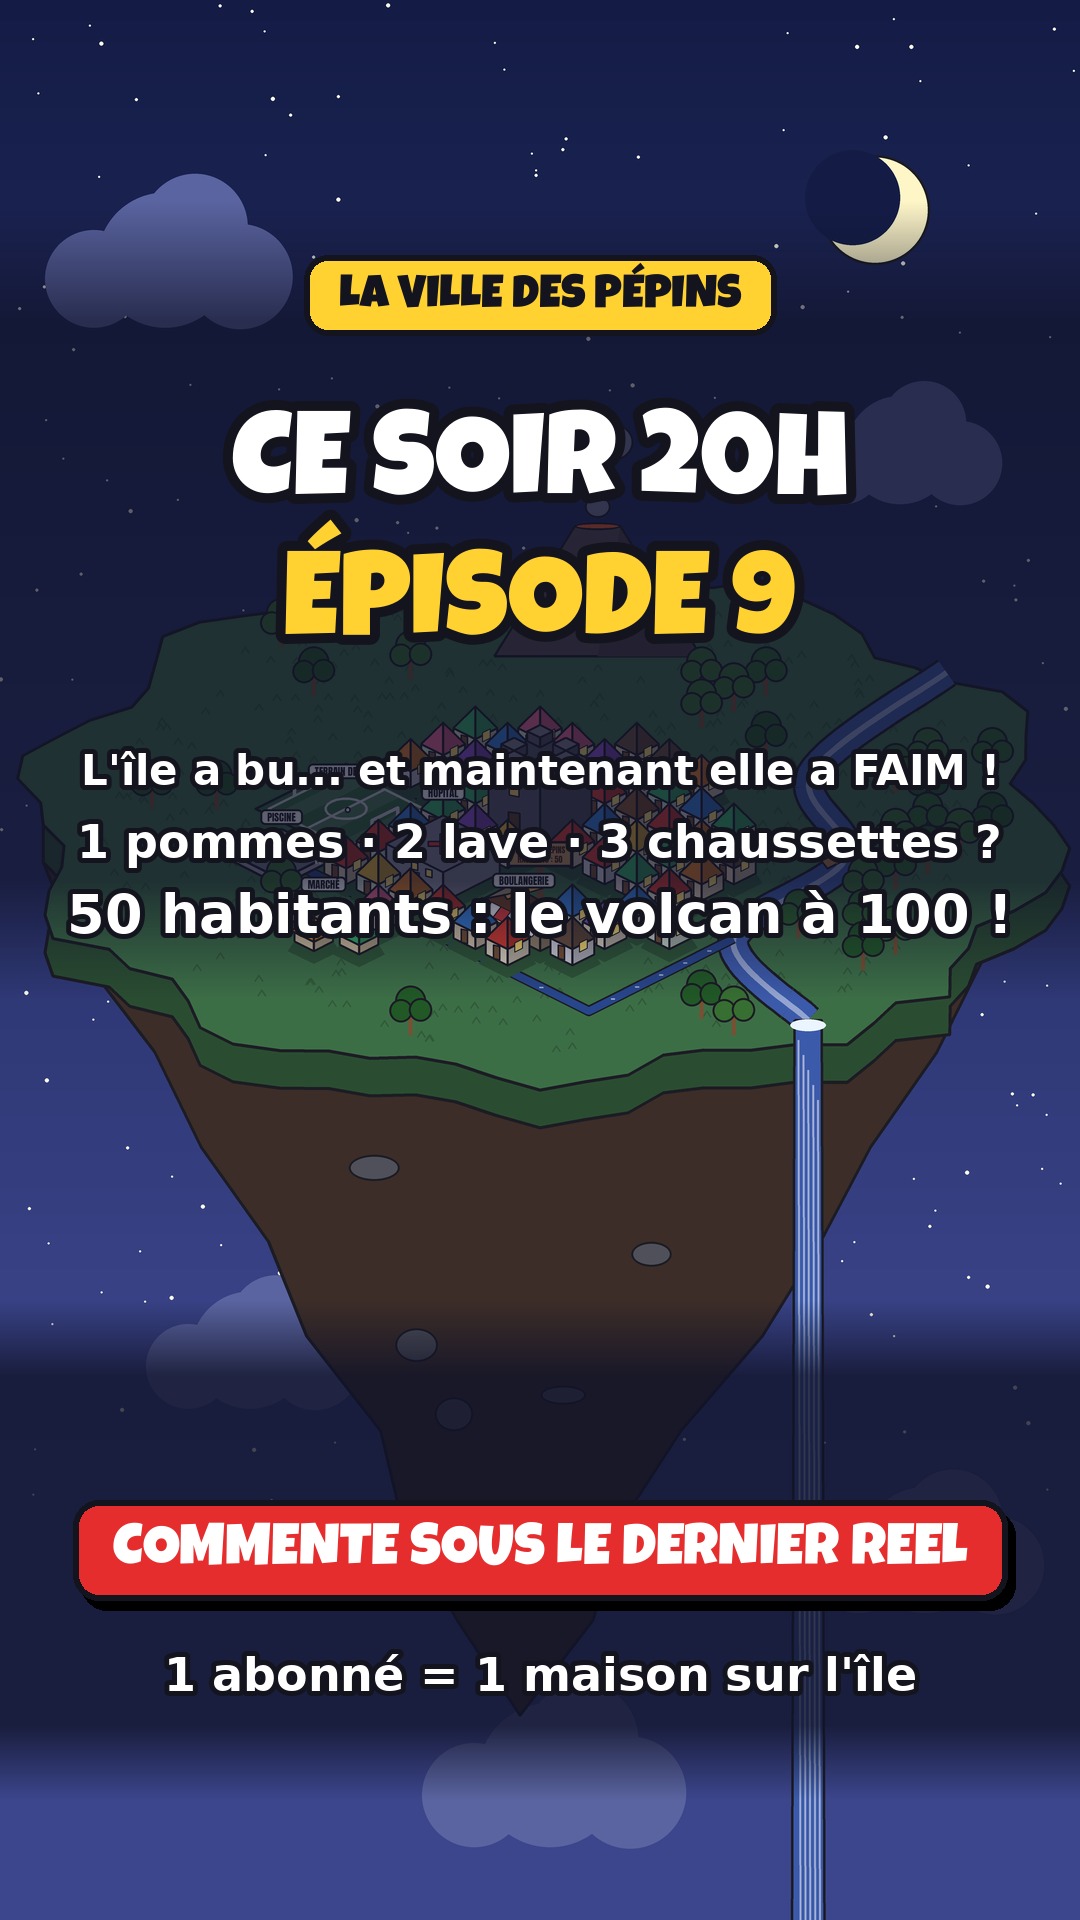 LA VILLE DES PÉPINS
CE SOIR 20H
ÉPISODE 9
L'île a bu... et maintenant elle a FAIM !
1 pommes · 2 lave · 3 chaussettes ?
50 habitants : le volcan à 100 !
TERRAIN DE
HÔPITAL
PISCINE
MARCHÉ
BOULANGERIE
COMMENTE SOUS LE DERNIER REEL
1 abonné = 1 maison sur l'île